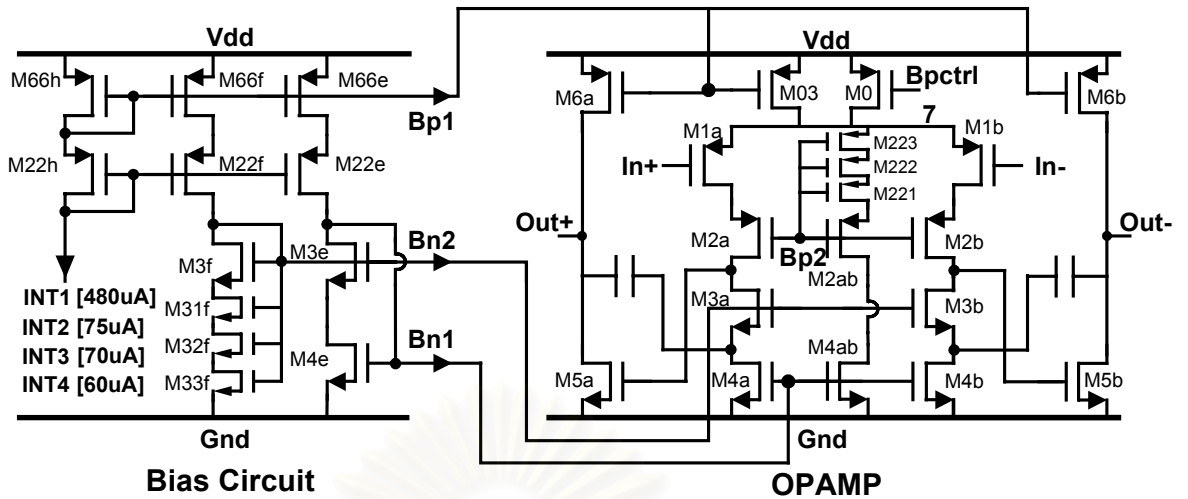 Vdd
Vdd
M66h
M66f
M66e
Bp1
M6a
M03
M0
Bpctrl
M6b
7
M1a
M1b
M22h
M22f
M22e
M223
M222
M221
In+
In-
Out+
Out-
M2a
Bp2
M2b
M2ab
Bn2
M3f
M3e
M31f
M32f
M33f
M3a
M3b
INT1 [480uA]
INT2 [75uA]
INT3 [70uA]
INT4 [60uA]
Bn1
M4e
M5a
M4a
M4ab
M4b
M5b
Gnd
Gnd
Bias Circuit
OPAMP